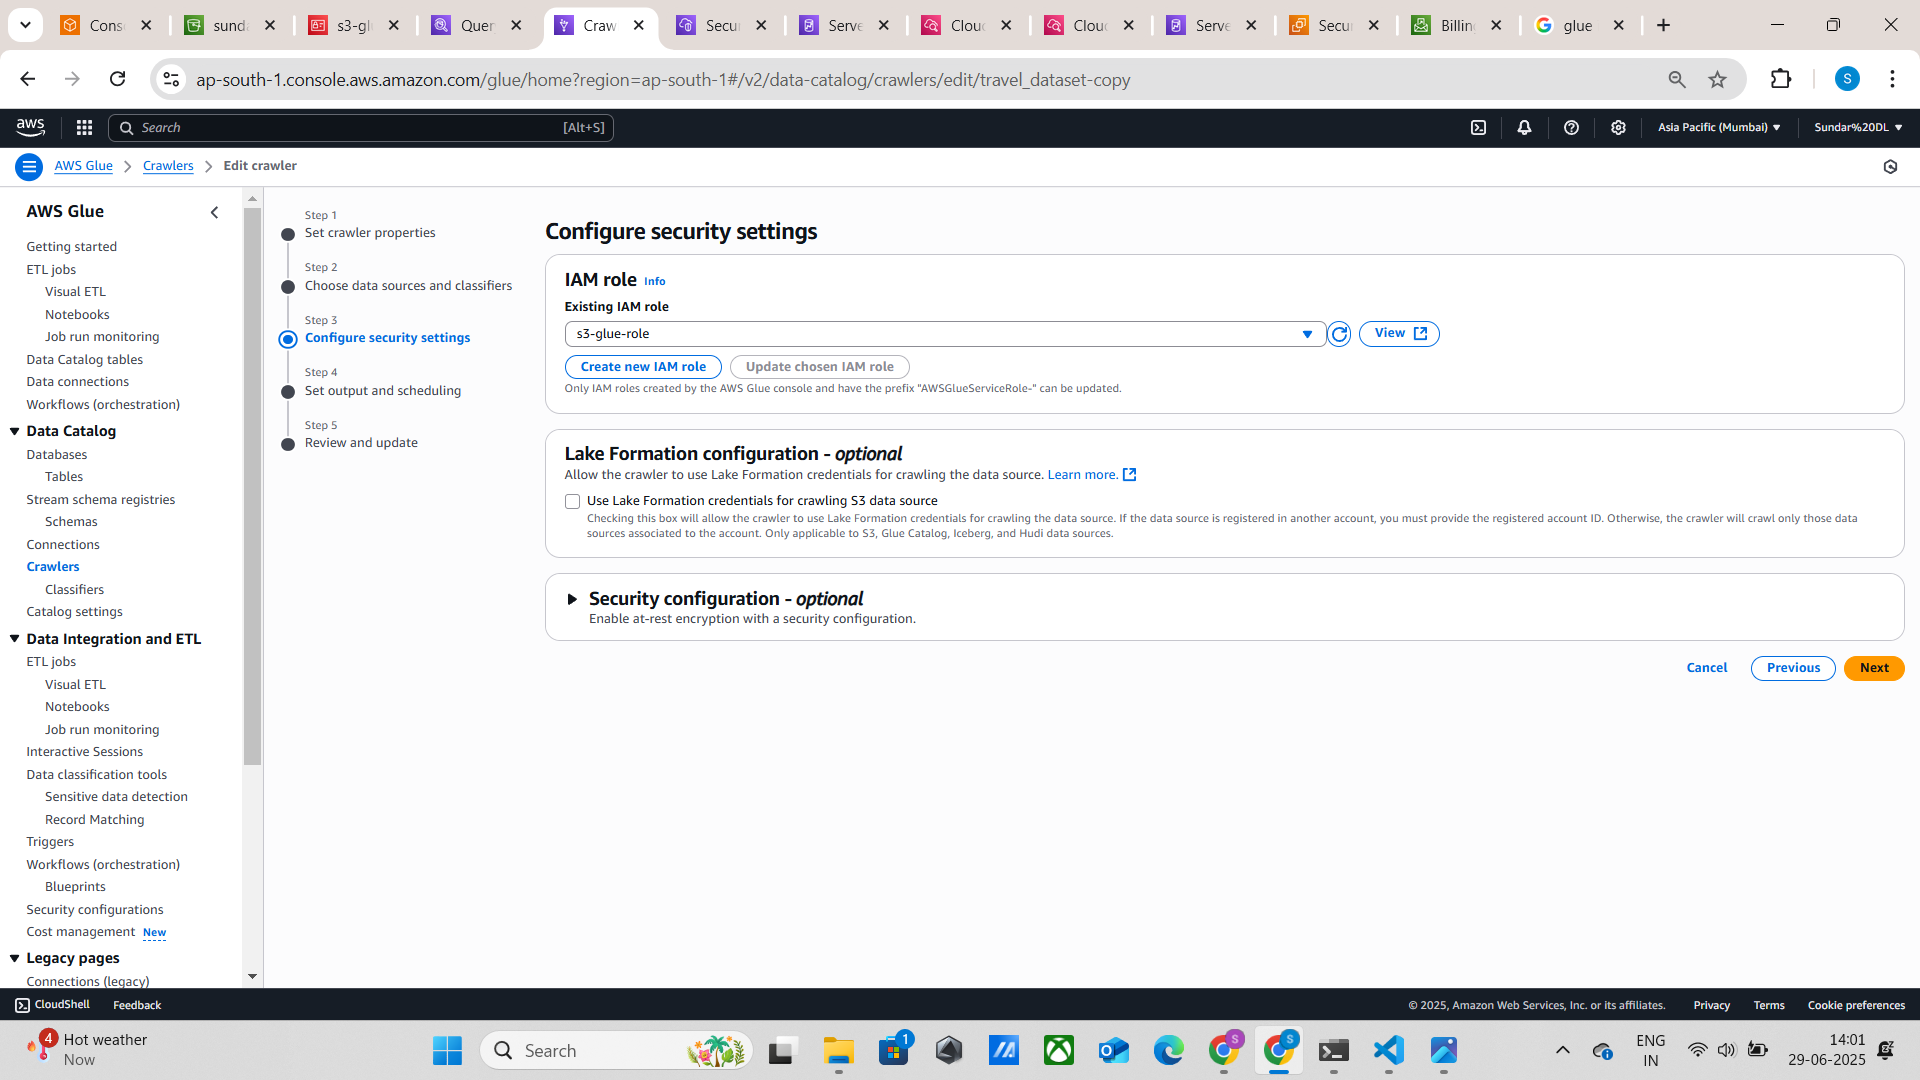 Cons
sunda
s3-gl
Quer
Craw
Secu
Serve
Clou
Clou
Serve
Secu
Billin
glue
ap-south-1.console.aws.amazon.com/glue/home?region=ap-south-1#/v2/data-catalog/crawlers/edit/travel_dataset-copy
S
aws
Search
[Alt+S]
Asia Pacific (Mumbai)
Sundar%20DL
AWS Glue
Crawlers
Edit crawler
AWS Glue
Getting started
ETL jobs
Visual ETL
Notebooks
Job run monitoring
Data Catalog tables
Data connections
Workflows (orchestration)
Data Catalog
Databases
Tables
Stream schema registries
Schemas
Connections
Crawlers
Classifiers
Catalog settings
Data Integration and ETL
ETL jobs
Visual ETL
Notebooks
Job run monitoring
Interactive Sessions
Data classification tools
Sensitive data detection
Record Matching
Triggers
Workflows (orchestration)
Blueprints
Security configurations
Cost management New
Legacy pages
Connections (legacy)
Step 1
Set crawler properties
Step 2
Choose data sources and classifiers
Step 3
Configure security settings
Step 4
Set output and scheduling
Step 5
Review and update
Configure security settings
IAM role Info
Existing IAM role
s3-glue-role
View
Create new IAM role
Update chosen IAM role
Only IAM roles created by the AWS Glue console and have the prefix "AWSGlueServiceRole-" can be updated.
Lake Formation configuration - optional
Allow the crawler to use Lake Formation credentials for crawling the data source. Learn more.
Use Lake Formation credentials for crawling S3 data source
Checking this box will allow the crawler to use Lake Formation credentials for crawling the data source. If the data source is registered in another account, you must provide the registered account ID. Otherwise, the crawler will crawl only those data
sources associated to the account. Only applicable to S3, Glue Catalog, Iceberg, and Hudi data sources.
Security configuration - optional
Enable at-rest encryption with a security configuration.
Cancel
Previous
Next
CloudShell
Feedback
© 2025, Amazon Web Services, Inc. or its affiliates.
Privacy
Terms
Cookie preferences
4
Hot weather
Now
Search
1
S
S
ENG
IN
14:01
29-06-2025